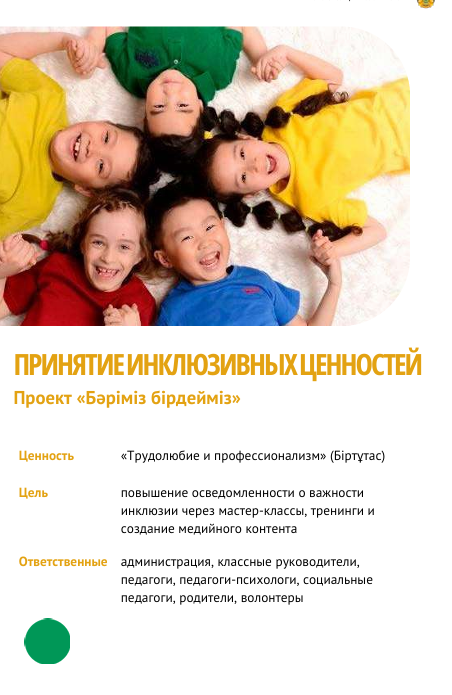 ПРИНЯТИЕ ИНКЛЮЗИВНЫХ ЦЕННОСТЕЙ
Проект «Бәріміз бірдейміз»
Ценность «Трудолюбие и профессионализм» (Біртұтас)
Цель повышение осведомленности о важности
инклюзии через мастер-классы, тренинги и
создание медийного контента
Ответственные администрация, классные руководители,
педагоги, педагоги-психологи, социальные
педагоги, родители, волонтеры